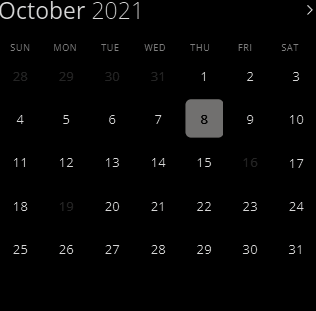 October 2021
SUN MON TUE WED THU FRI SAT
28 29 30 31 1 2 3
4 5 6 7 8 9 10
11 12 13 14 15 16 17
18 19 20 21 22 23 24
25 26 27 28 29 30 31